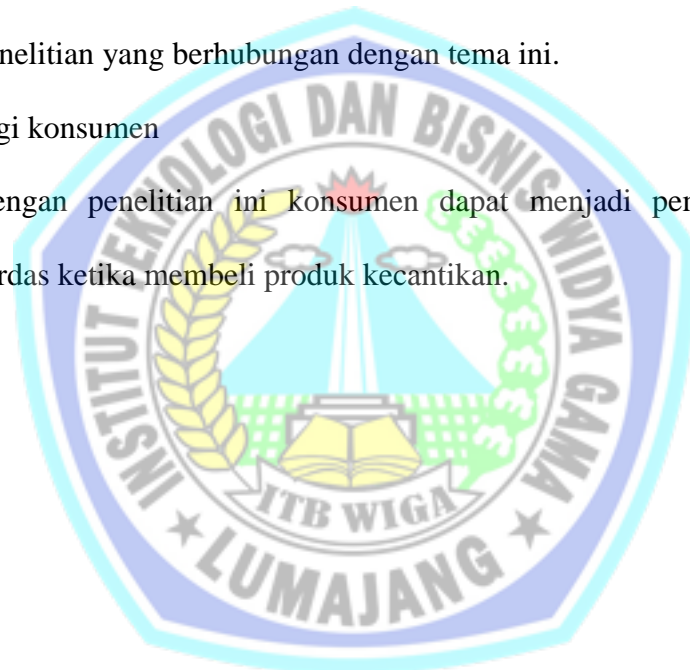 nelitian yang berhubungan dengan tema ini.
gi konsumen
engan penelitian ini konsumen dapat menjadi per
rdas ketika membeli produk kecantikan.
INSTITUT TEKNOLOGI DAN BISNIS WIDYA GAMA
ITB WIGA
LUMAJANG